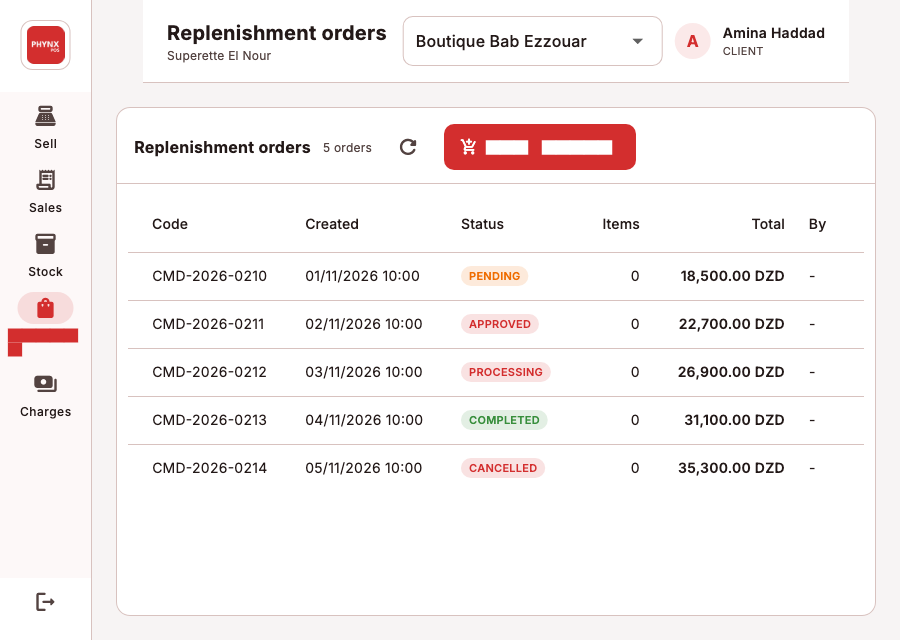 PHYNX
POS
Sell
Sales
Stock
Charges
Replenishment orders
Superette El Nour
Boutique Bab Ezzouar
A
Amina Haddad
CLIENT
Replenishment orders 5 orders
Code Created Status Items Total By
CMD-2026-0210 01/11/2026 10:00 PENDING 0 18,500.00 DZD -
CMD-2026-0211 02/11/2026 10:00 APPROVED 0 22,700.00 DZD -
CMD-2026-0212 03/11/2026 10:00 PROCESSING 0 26,900.00 DZD -
CMD-2026-0213 04/11/2026 10:00 COMPLETED 0 31,100.00 DZD -
CMD-2026-0214 05/11/2026 10:00 CANCELLED 0 35,300.00 DZD -